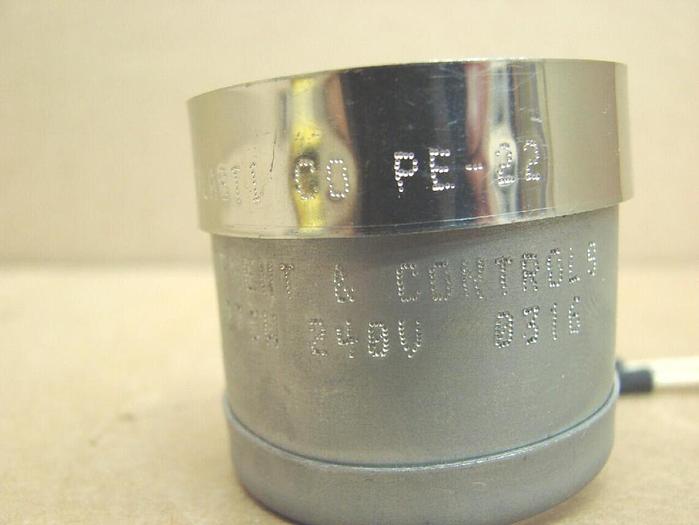 CO PE-22
& CONTROLS
240V 0316